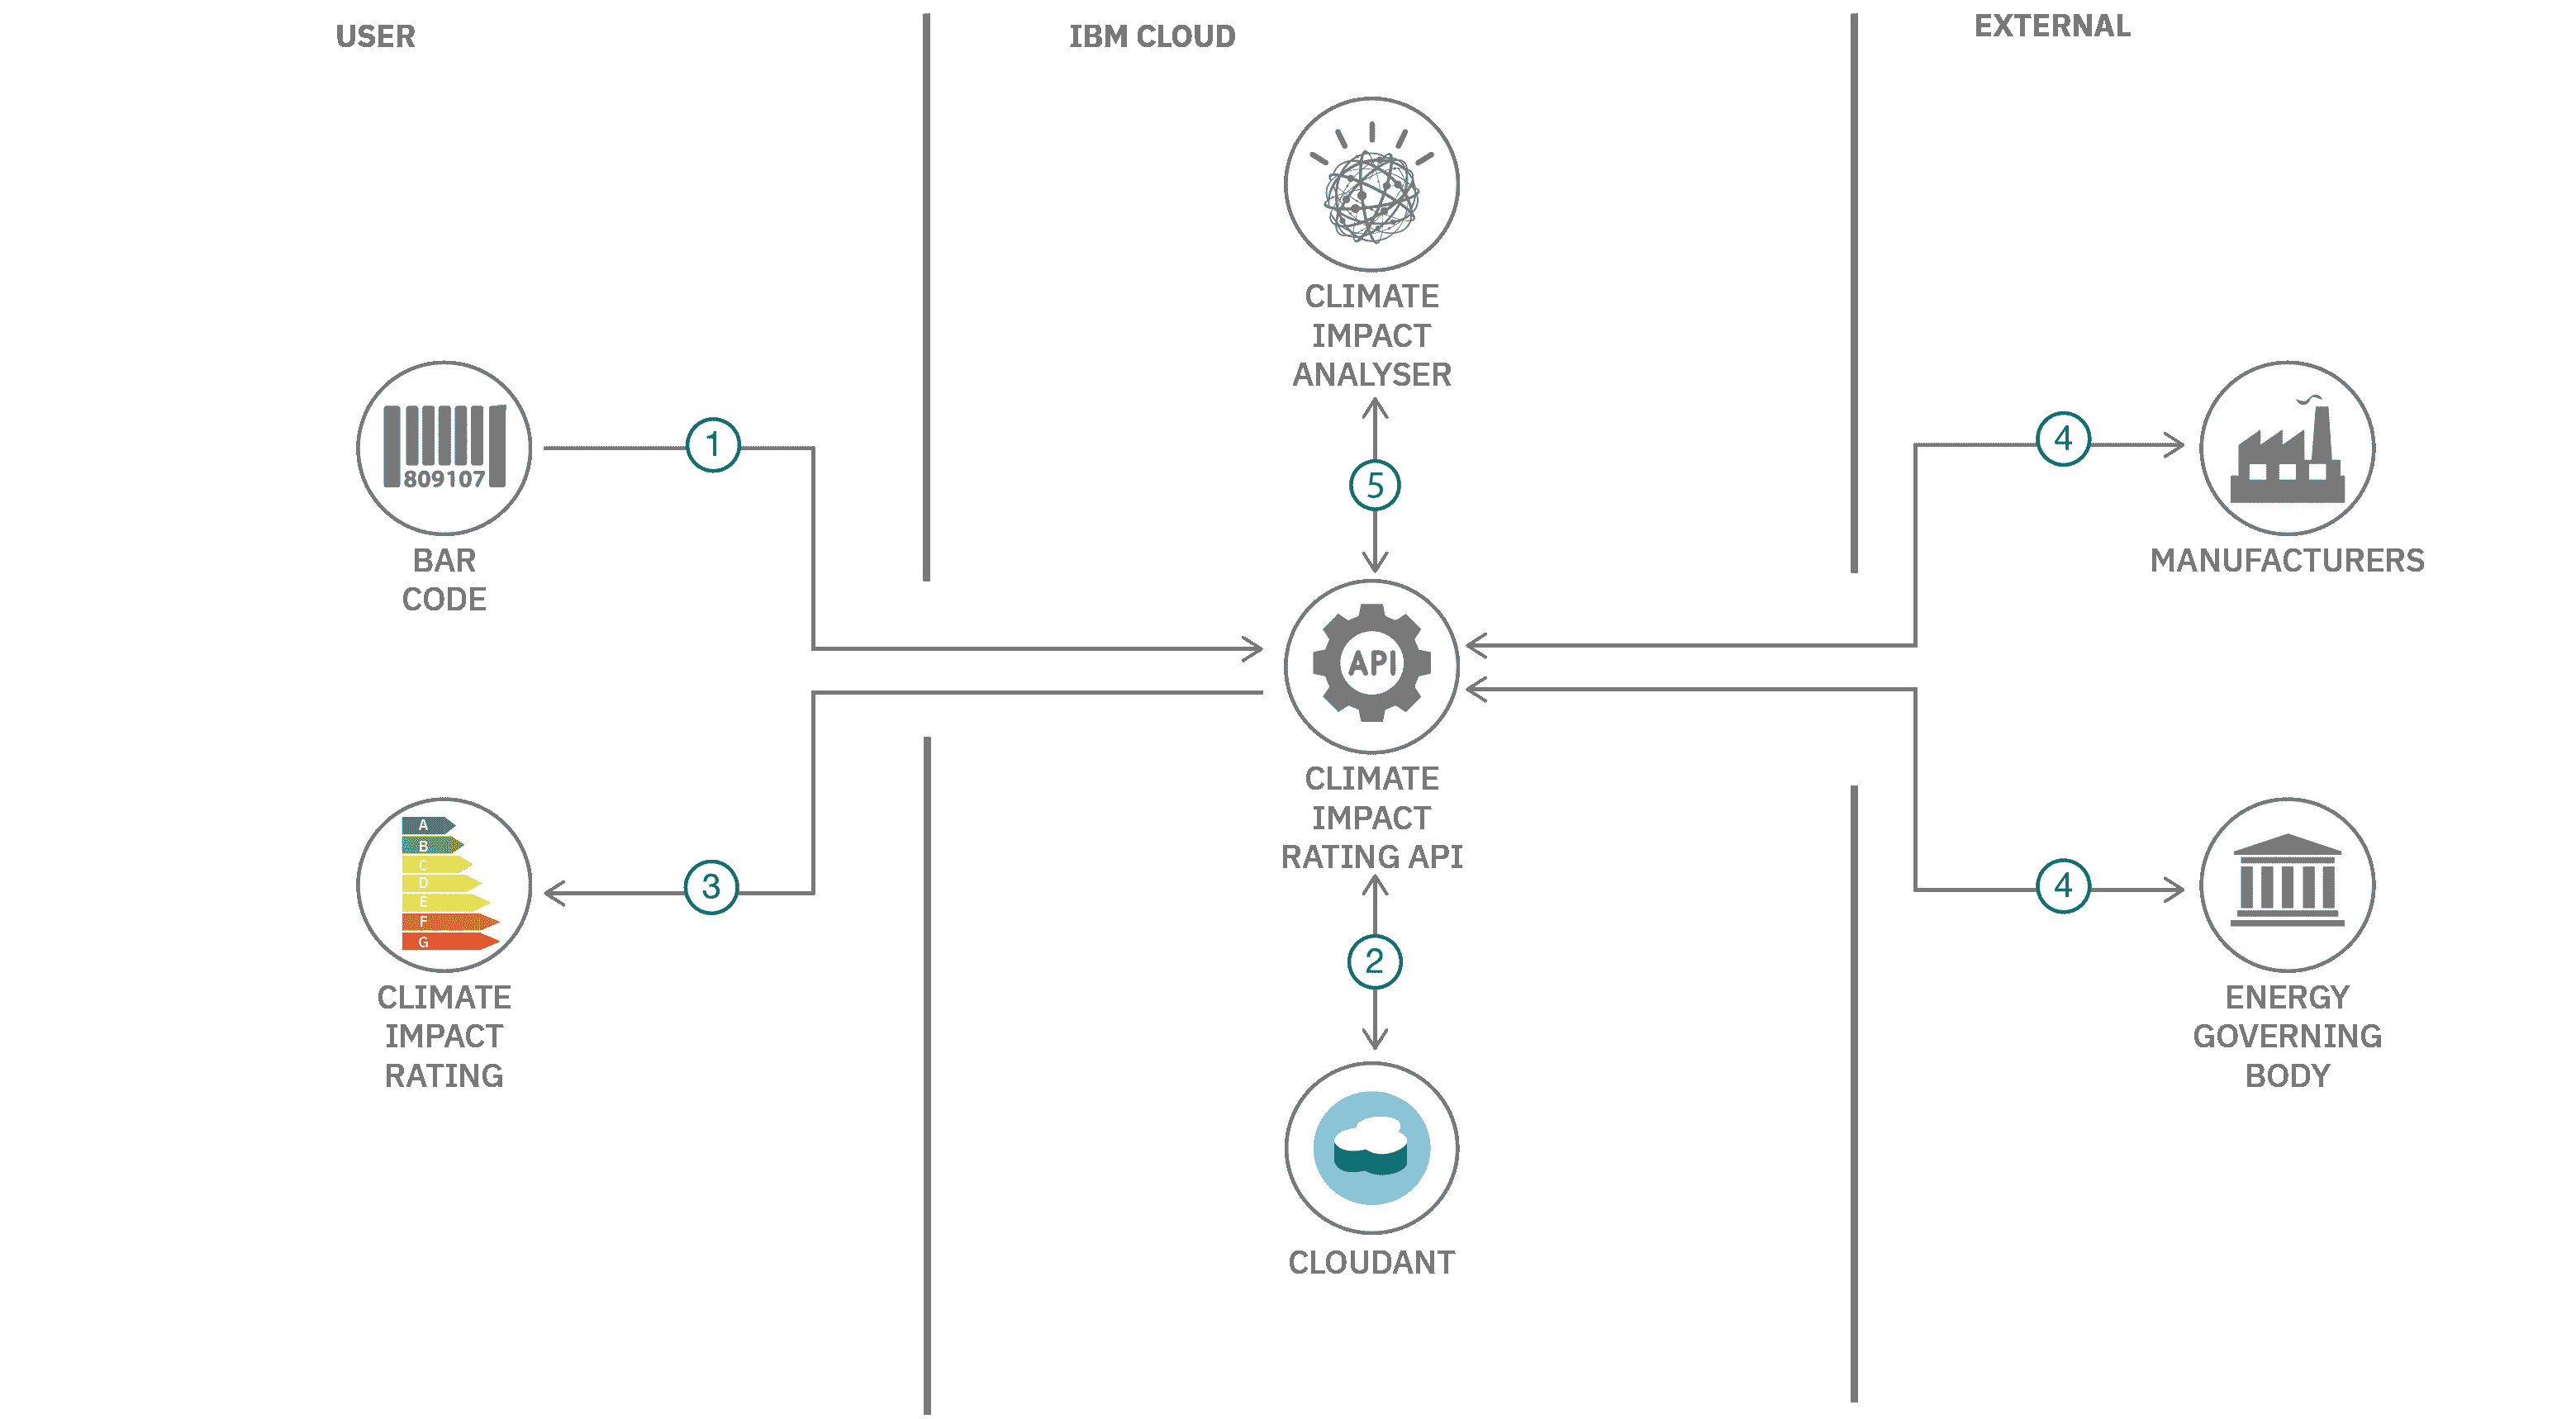 USER
IBM CLOUD
EXTERNAL
CLIMATE
IMPACT
ANALYSER
809107
BAR
CODE
1
5
4
MANUFACTURERS
API
CLIMATE
IMPACT
RATING API
A
B
C
D
E
F
G
CLIMATE
IMPACT
RATING
3
2
4
ENERGY
GOVERNING
BODY
CLOUDANT